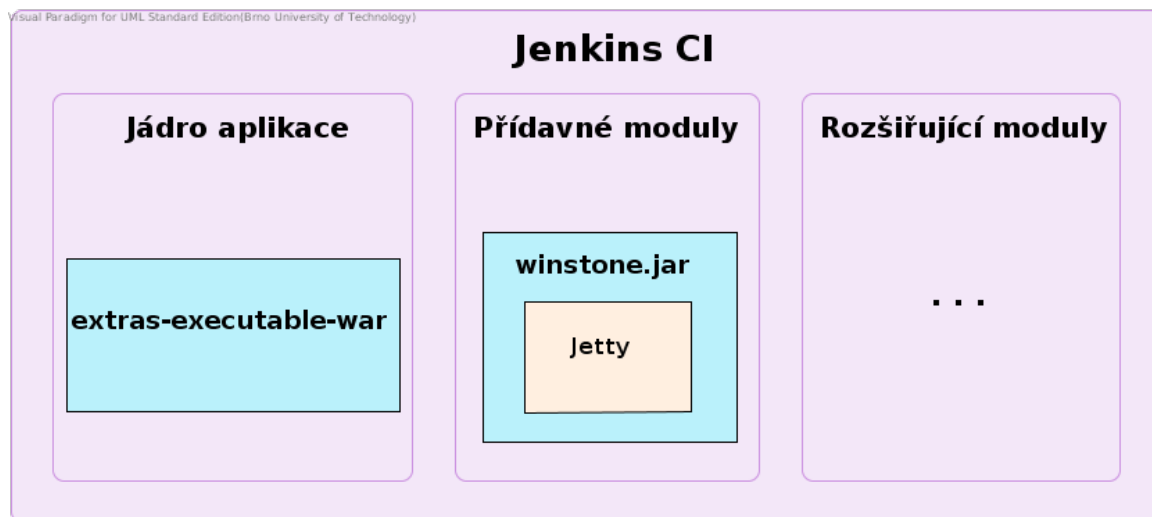 Visual Paradigm for UML Standard Edition(Brno University of Technology)
Jenkins CI
Jádro aplikace
Přídavné moduly
Rozšiřující moduly
extras-executable-war
winstone.jar
Jetty
. . .